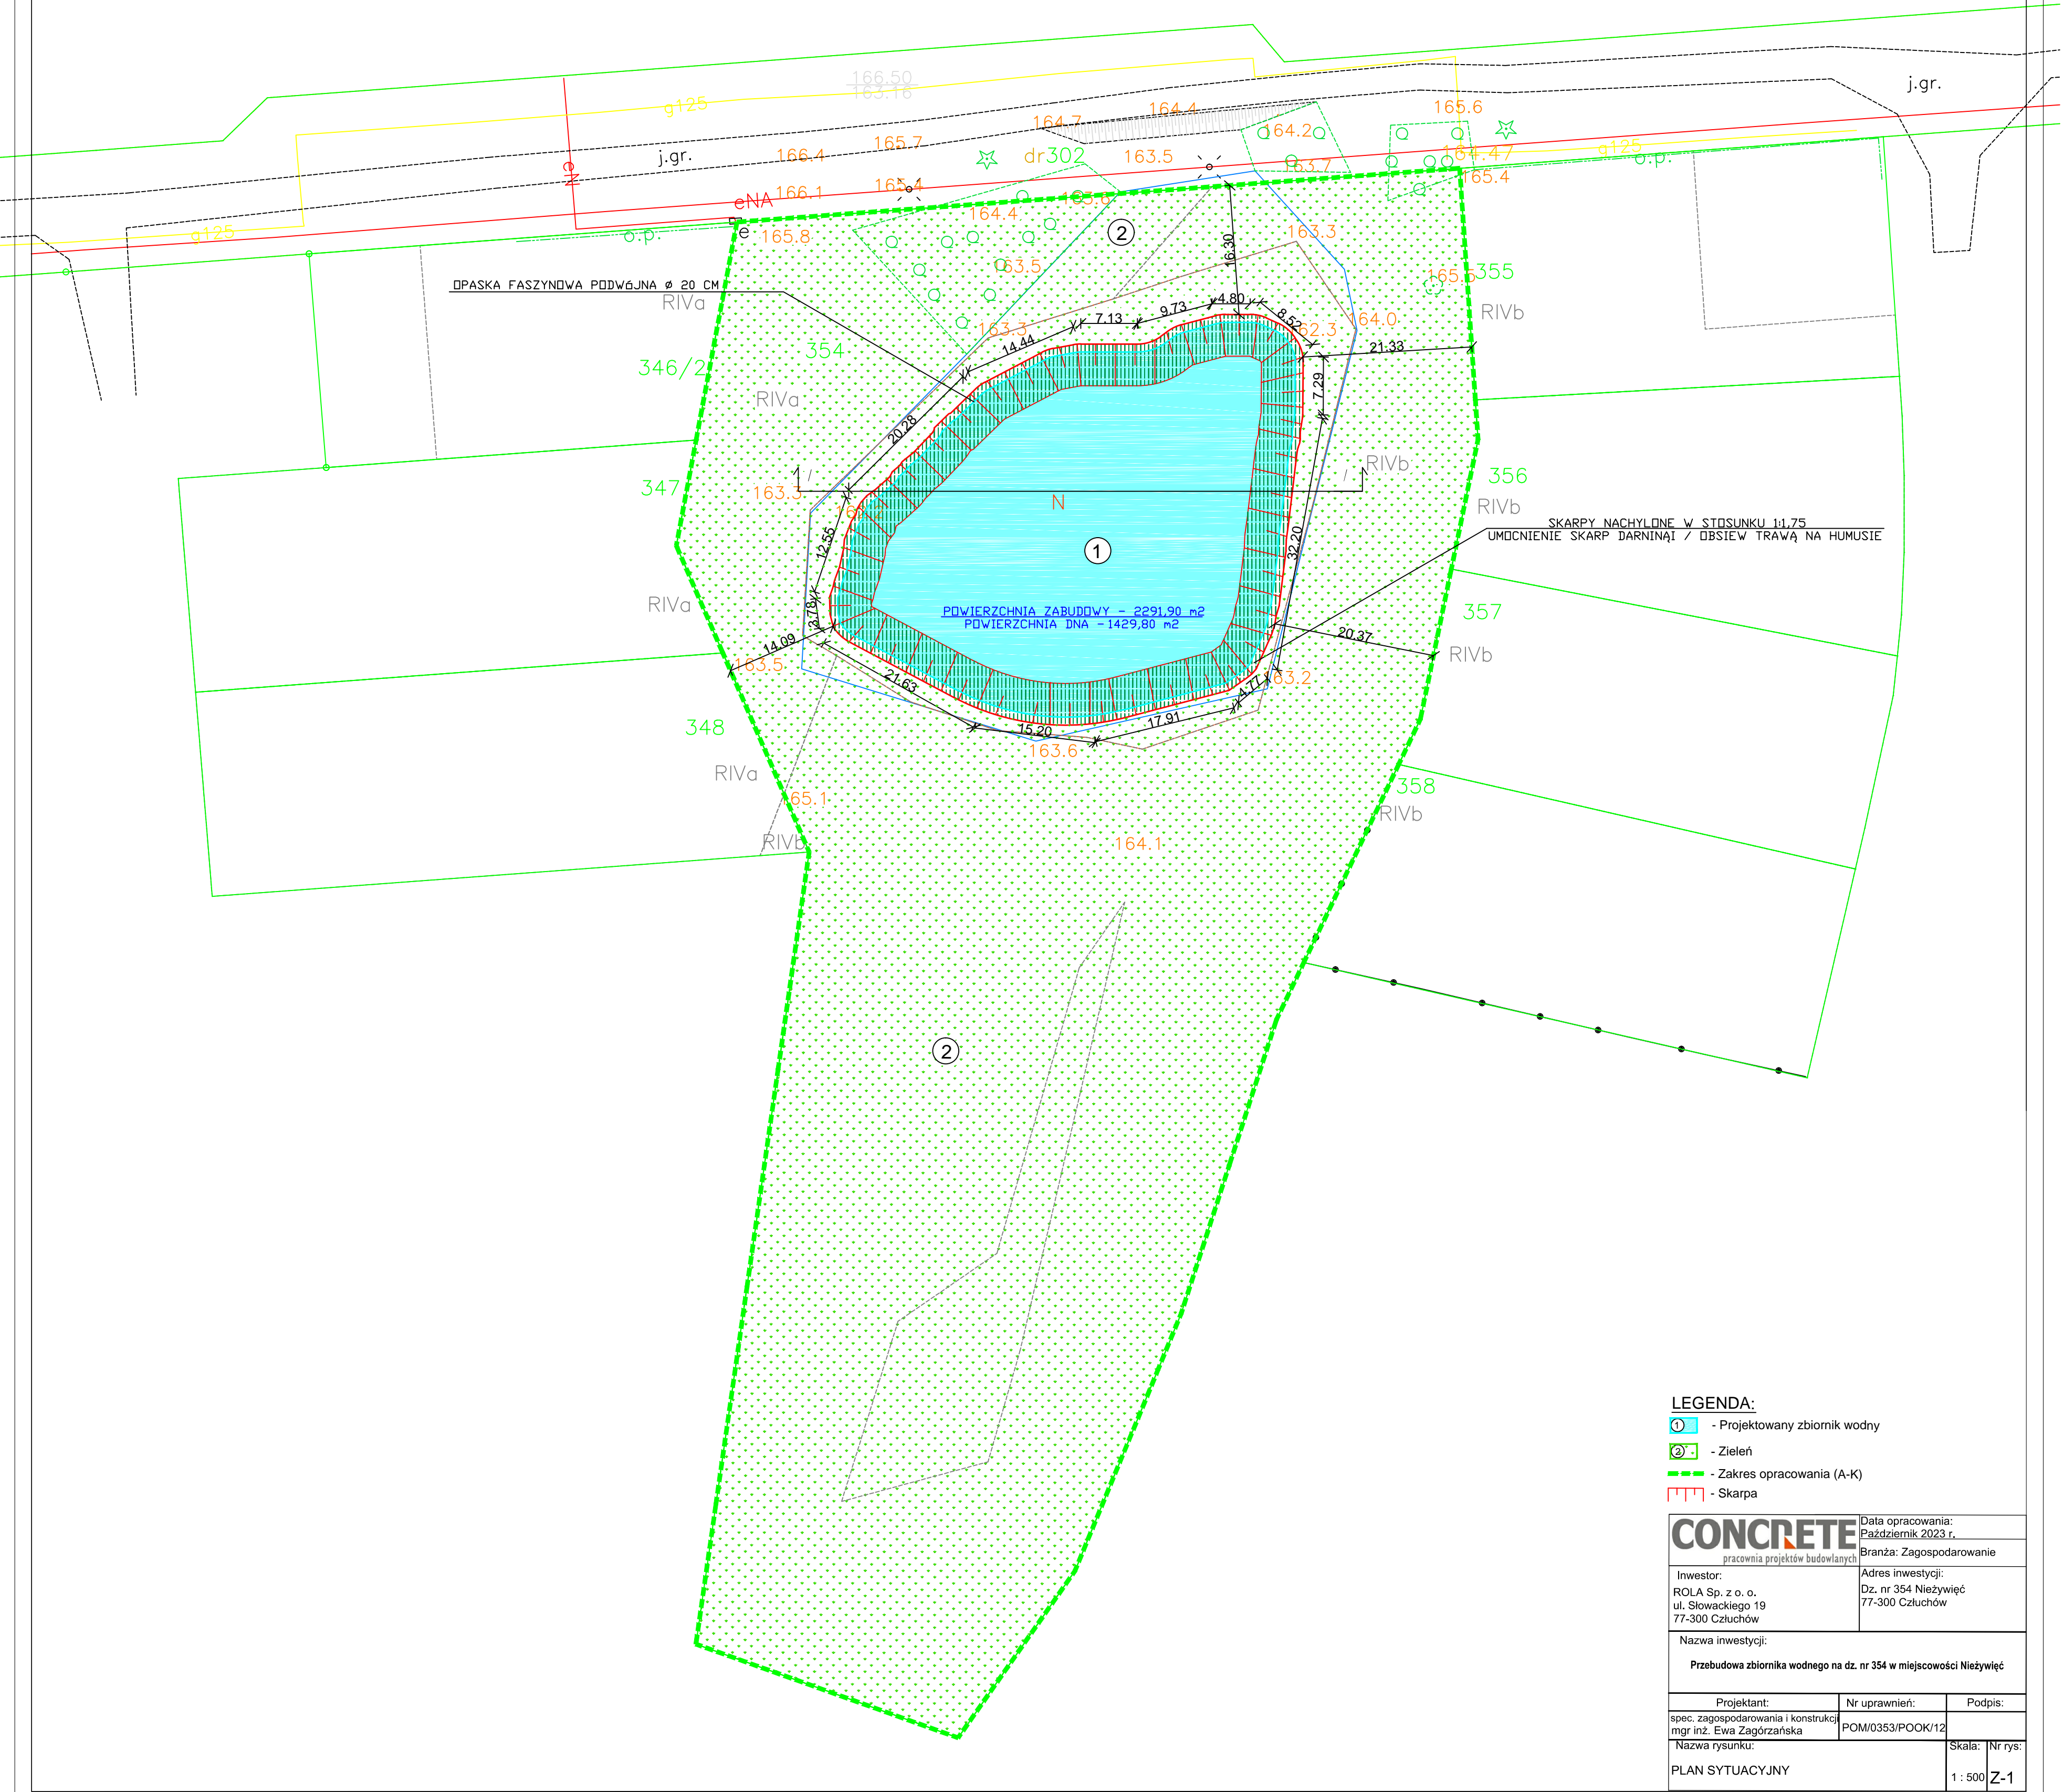 166.50
163.16
g125
j.gr.
164.4
165.6
164.7
164.2
165.7
j.gr.
166.4
dr302
163.5
163.7
164.47
g125
o.p.
eN
166.1
165.4
165.4
eNA
163.6
164.4
2
g125
o.p.
e
165.8
163.3
16.30
163.5
165.5
355
OPASKA FASZYNOWA PODWÓJNA ø 20 CM
RIVa
RIVb
4.80
9.73
8.52
7.13
163.3
162.3
164.0
354
14.44
21.33
346/2
7.29
RIVa
20.28
RIVb
347
163.3
N
356
RIVb
SKARPY NACHYLONE W STOSUNKU 1:1,75
UMOCNIENIE SKARP DARNINĄI / OBSIEW TRAWĄ NA HUMUSIE
12.55
32.20
1
RIVa
3.78
POWIERZCHNIA ZABUDOWY - 2291,90 m2
POWIERZCHNIA DNA -1429,80 m2
357
20.37
14.09
RIVb
163.5
21.63
163.2
4.77
348
15.20
17.91
163.6
RIVa
358
165.1
RIVb
RIVb
164.1
2
LEGENDA:
1 - Projektowany zbiornik wodny
2 - Zieleń
- Zakres opracowania (A-K)
- Skarpa
CONCRETE
pracownia projektów budowlanych
Data opracowania:
Październik 2023 r.
Branża: Zagospodarowanie
Inwestor:
ROLA Sp. z o. o.
ul. Słowackiego 19
77-300 Człuchów
Adres inwestycji:
Dz. nr 354 Nieżywięć
77-300 Człuchów
Nazwa inwestycji:
Przebudowa zbiornika wodnego na dz. nr 354 w miejscowości Nieżywięć
Projektant:
Nr uprawnień:
Podpis:
spec. zagospodarowania i konstrukcji
mgr inż. Ewa Zagórzańska
POM/0353/POOK/12
Nazwa rysunku:
PLAN SYTUACYJNY
Skala:
1 : 500
Nr rys:
Z-1